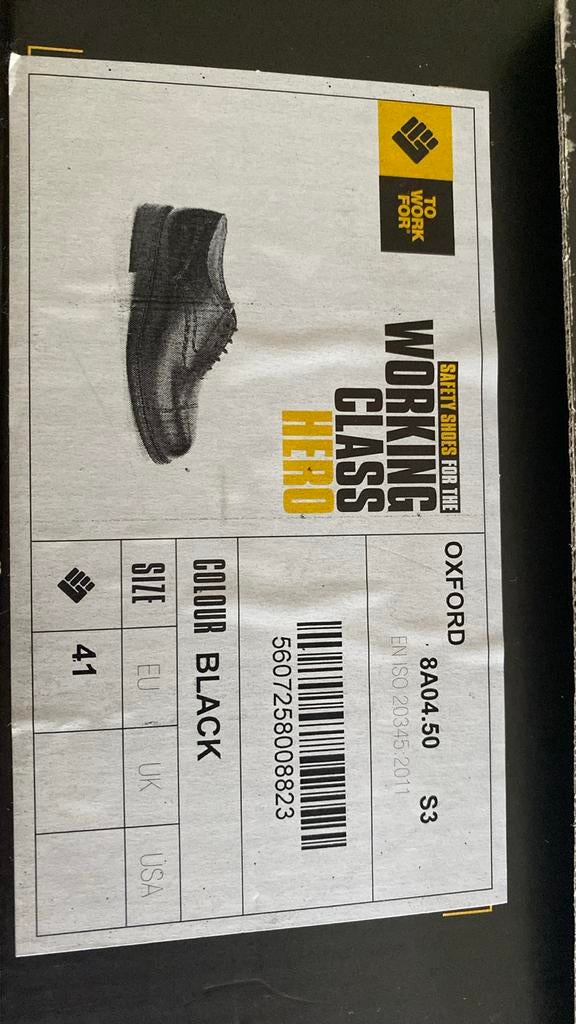 TO
WORK
FOR®
SAFETY SHOES FOR THE
WORKING
CLASS
HERO
OXFORD 8A04.50 S3
EN ISO 20345:2011
5607258008823
COLOUR BLACK
SIZE EU UK USA
41